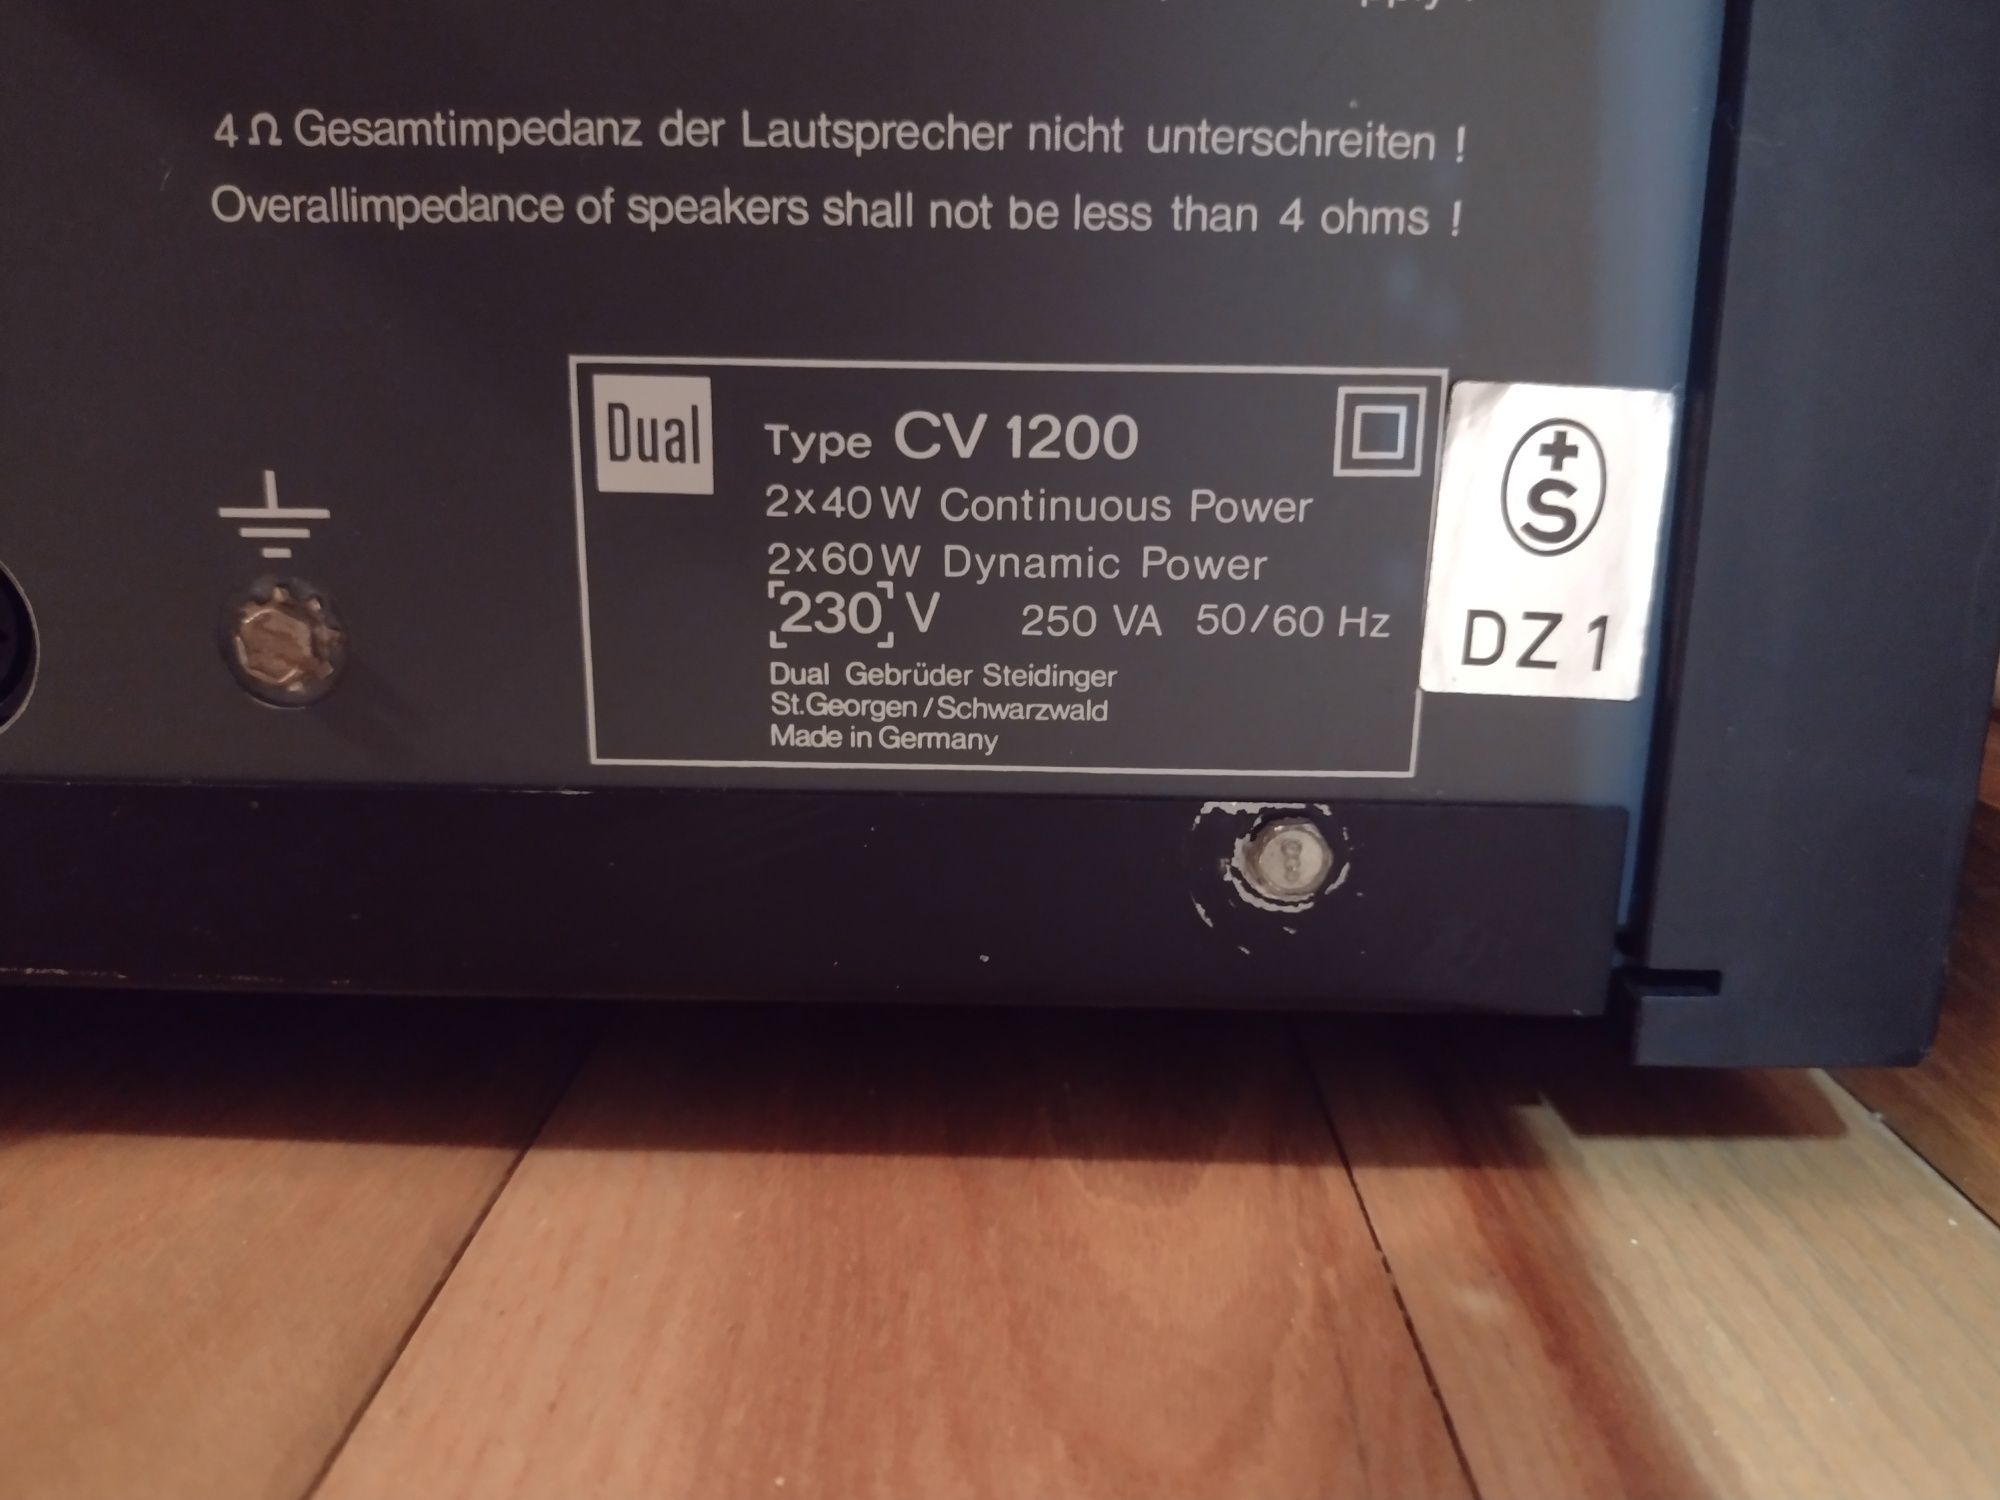 4 Ω Gesamtimpedanz der Lautsprecher nicht unterschreiten !
Overallimpedance of speakers shall not be less than 4 ohms !
Dual
Type CV 1200
2x40 W Continuous Power
2x60 W Dynamic Power
230 V 250 VA 50/60 Hz
Dual Gebrüder Steidinger
St.Georgen / Schwarzwald
Made in Germany
+S
DZ 1